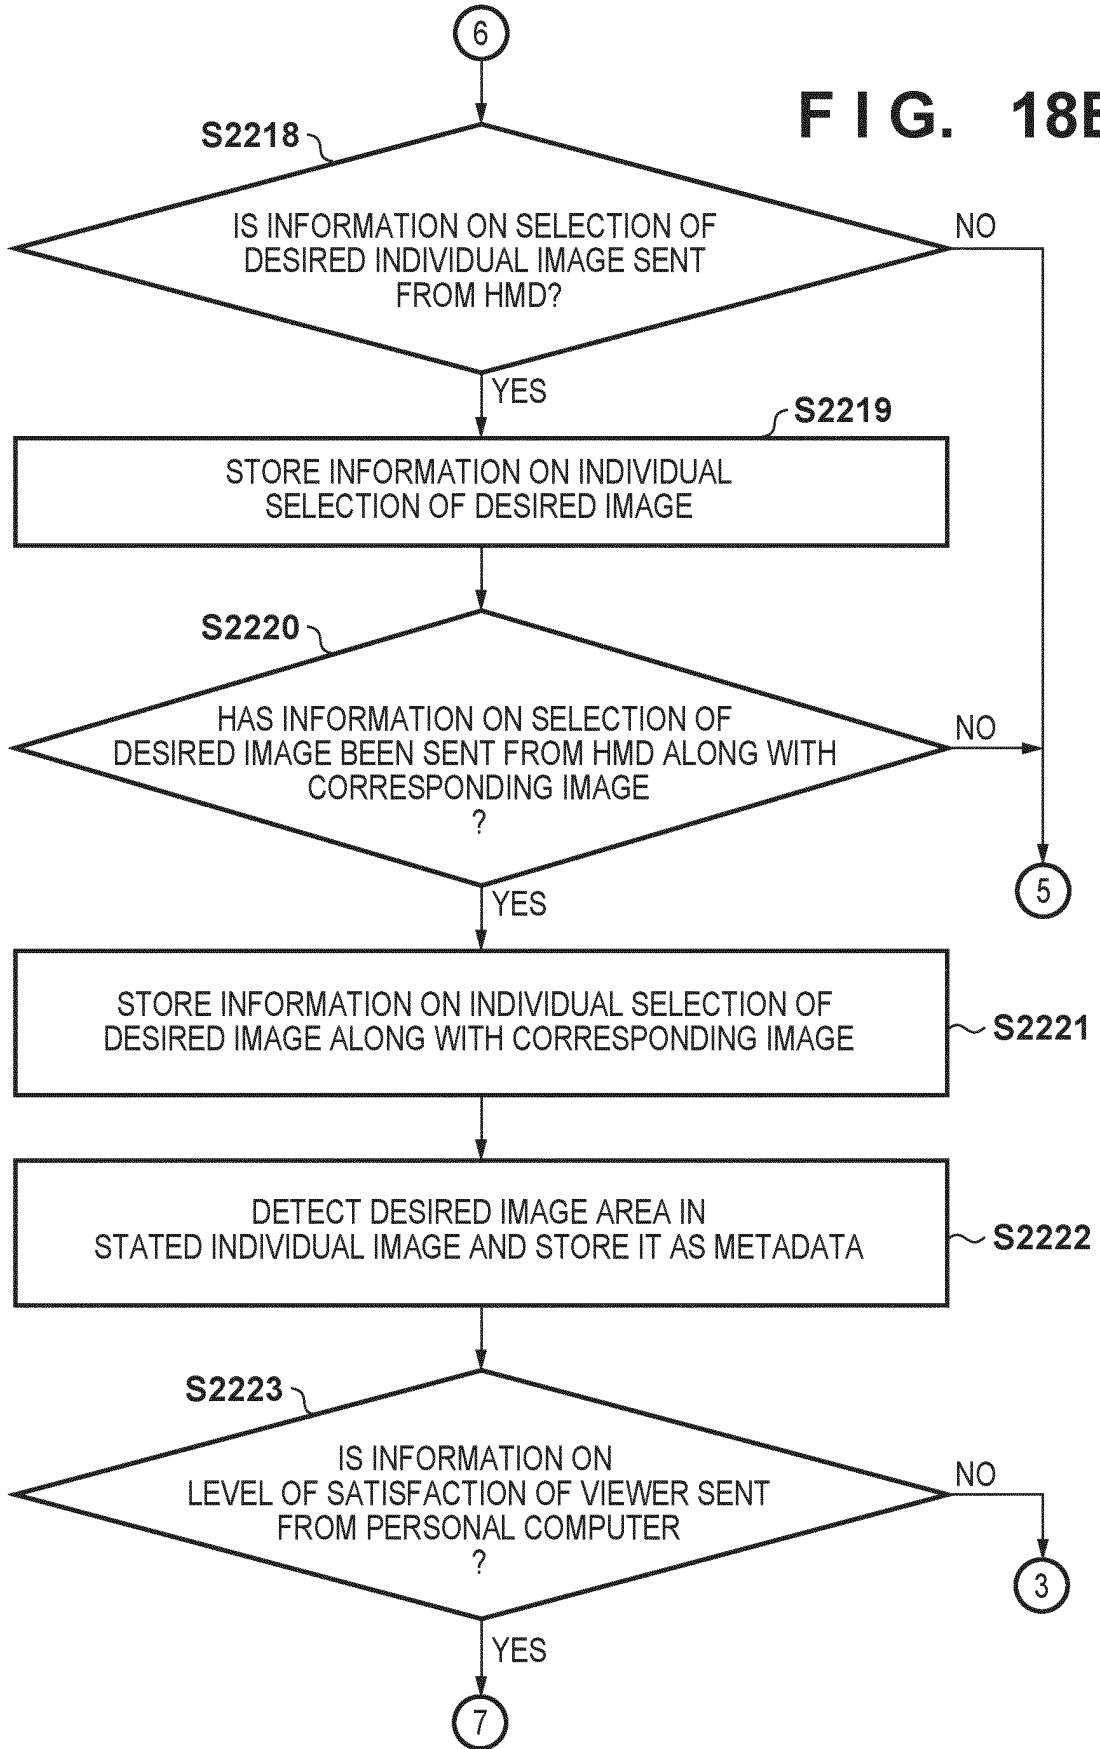 6
F I G. 18B
S2218
IS INFORMATION ON SELECTION OF
DESIRED INDIVIDUAL IMAGE SENT
FROM HMD?
NO
YES
S2219
STORE INFORMATION ON INDIVIDUAL
SELECTION OF DESIRED IMAGE
S2220
HAS INFORMATION ON SELECTION OF
DESIRED IMAGE BEEN SENT FROM HMD ALONG WITH
CORRESPONDING IMAGE
?
NO
5
YES
STORE INFORMATION ON INDIVIDUAL SELECTION OF
DESIRED IMAGE ALONG WITH CORRESPONDING IMAGE
S2221
DETECT DESIRED IMAGE AREA IN
STATED INDIVIDUAL IMAGE AND STORE IT AS METADATA
S2222
S2223
IS INFORMATION ON
LEVEL OF SATISFACTION OF VIEWER SENT
FROM PERSONAL COMPUTER
?
NO
3
YES
7